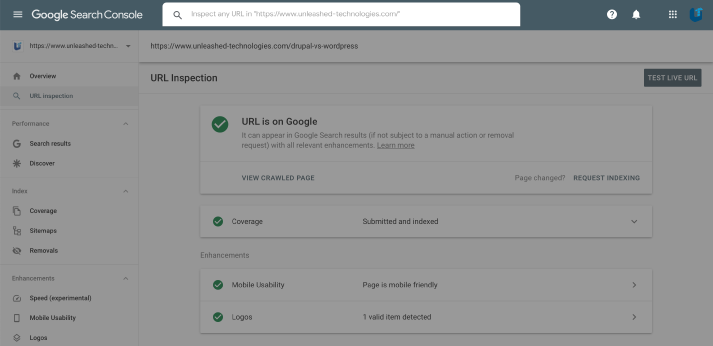 Google Search Console
Inspect any URL in "https://www.unleashed-technologies.com/"
https://www.unleashed-techn...
https://www.unleashed-technologies.com/drupal-vs-wordpress
Overview
URL Inspection
TEST LIVE URL
URL inspection
Performance
Search results
Discover
Index
Coverage
Sitemaps
Removals
Enhancements
Speed (experimental)
Mobile Usability
Logos
URL is on Google
It can appear in Google Search results (if not subject to a manual action or removal
request) with all relevant enhancements. Learn more
VIEW CRAWLED PAGE
Page changed? REQUEST INDEXING
Coverage
Submitted and indexed
Enhancements
Mobile Usability
Page is mobile friendly
Logos
1 valid item detected